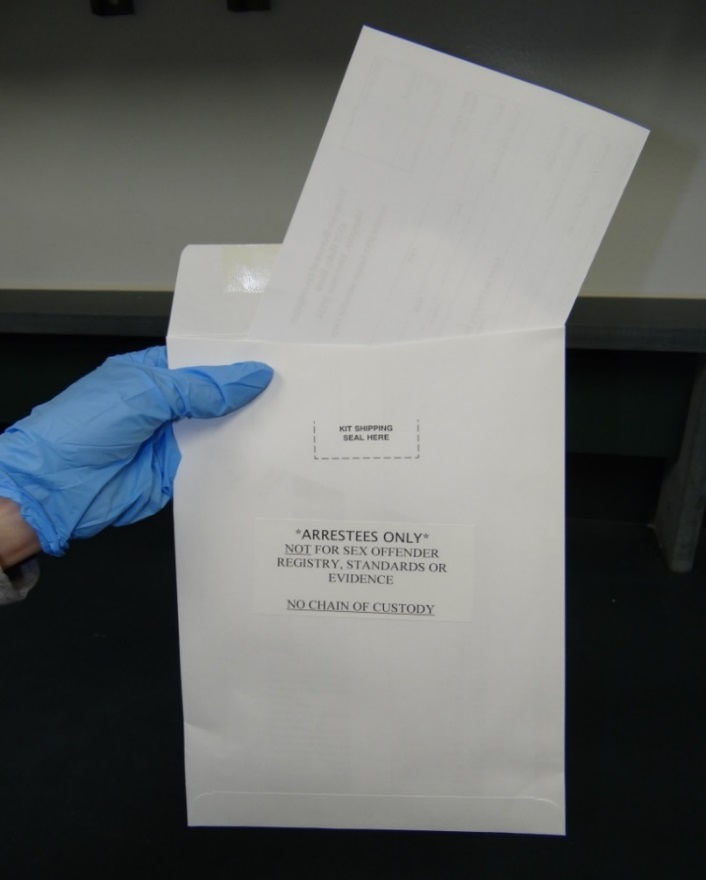 KIT SHIPPING
SEAL HERE
*ARRESTEES ONLY*
NOT FOR SEX OFFENDER
REGISTRY, STANDARDS OR
EVIDENCE
NO CHAIN OF CUSTODY